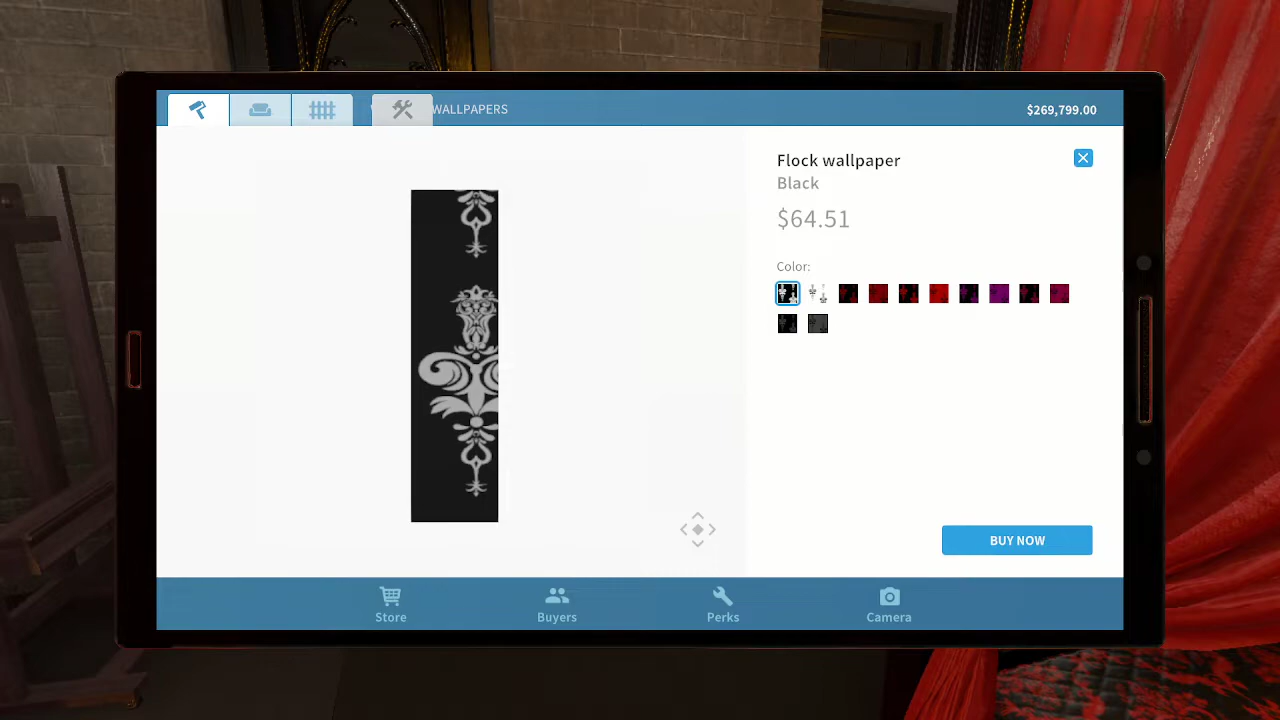 WALLPAPERS
$269,799.00
Flock wallpaper
Black
$64.51
Color:
BUY NOW
Store
Buyers
Perks
Camera